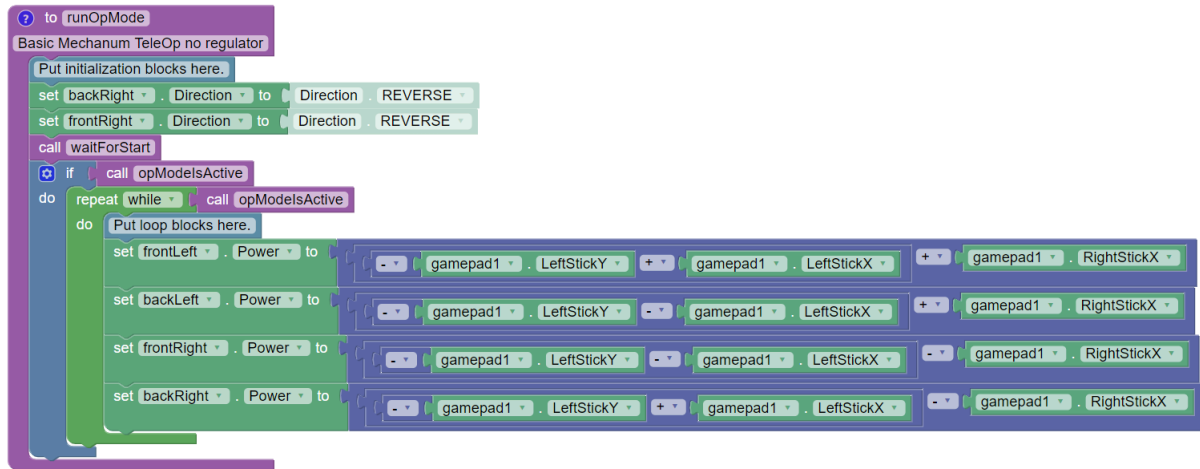 ? to runOpMode
Basic Mechanum TeleOp no regulator
Put initialization blocks here.
set backRight . Direction to Direction . REVERSE
set frontRight . Direction to Direction . REVERSE
call waitForStart
if call opModeIsActive
do repeat while call opModeIsActive
do Put loop blocks here.
set frontLeft . Power to - gamepad1 . LeftStickY + gamepad1 . LeftStickX + gamepad1 . RightStickX
set backLeft . Power to - gamepad1 . LeftStickY - gamepad1 . LeftStickX + gamepad1 . RightStickX
set frontRight . Power to - gamepad1 . LeftStickY - gamepad1 . LeftStickX - gamepad1 . RightStickX
set backRight . Power to - gamepad1 . LeftStickY + gamepad1 . LeftStickX - gamepad1 . RightStickX